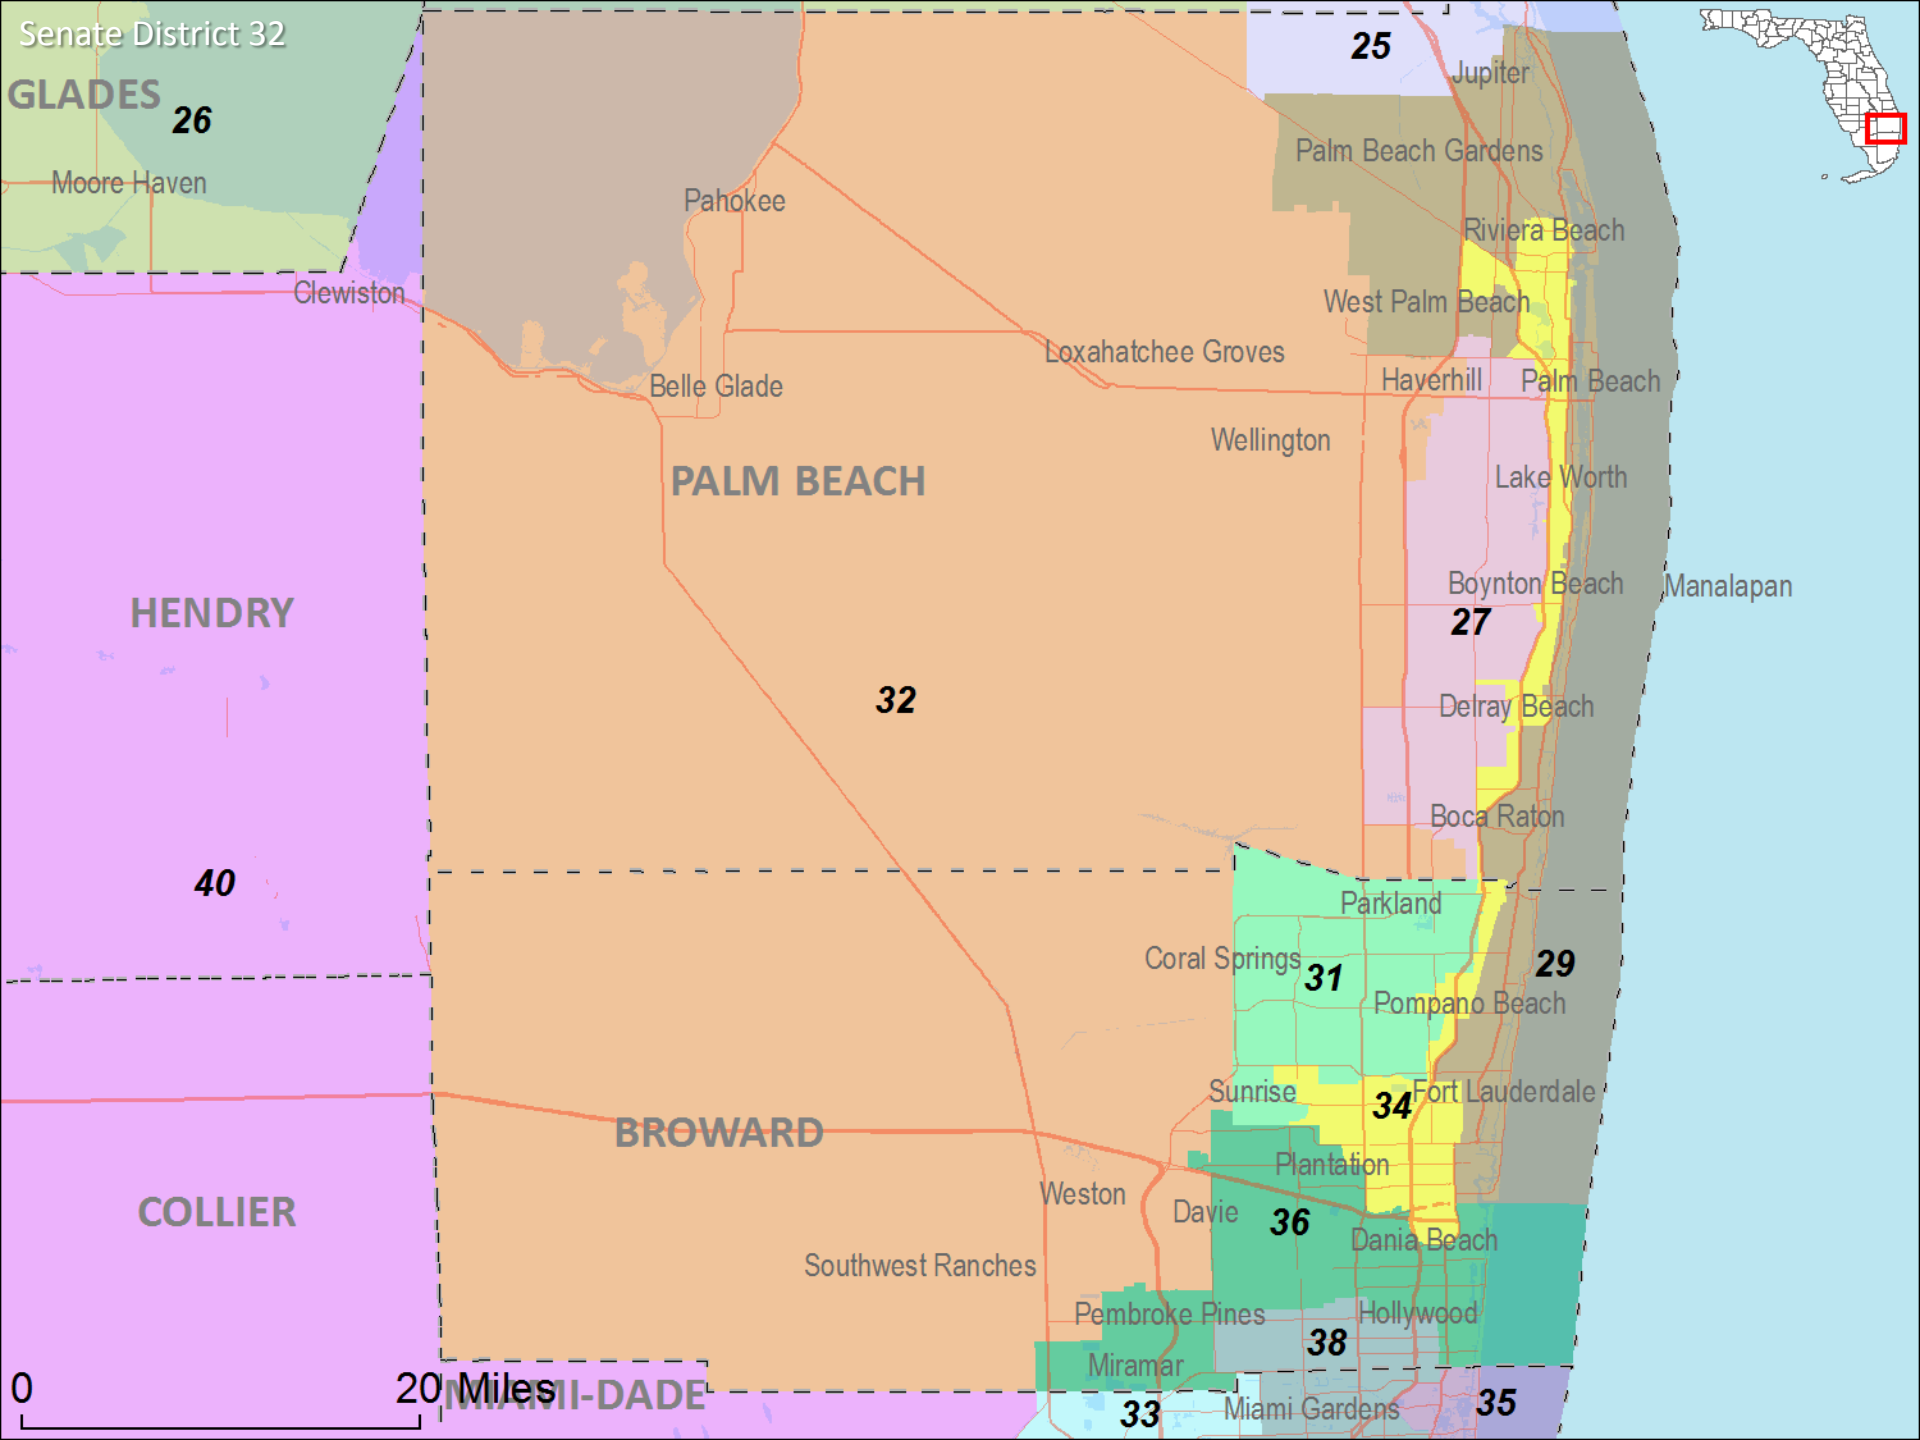 Senate District 32
25
Jupiter
GLADES
26
Palm Beach Gardens
Moore Haven
Pahokee
Riviera Beach
Clewiston
West Palm Beach
Loxahatchee Groves
Belle Glade
Haverhill
Palm Beach
Wellington
PALM BEACH
Lake Worth
HENDRY
Boynton Beach
Manalapan
27
32
Delray Beach
Boca Raton
40
Parkland
Coral Springs
31
29
Pompano Beach
Sunrise
34
Fort Lauderdale
BROWARD
Plantation
Weston
COLLIER
Davie
36
Dania Beach
Southwest Ranches
Pembroke Pines
Hollywood
38
Miramar
0
20 Miles
MIAMI-DADE
33
Miami Gardens
35